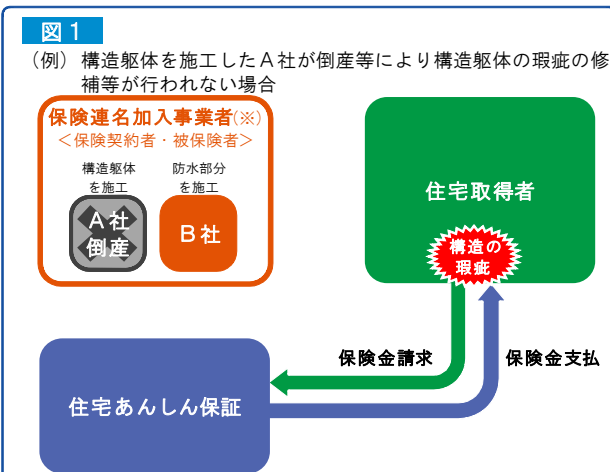 図1
(例) 構造躯体を施工したA社が倒産等により構造躯体の瑕疵の修
補等が行われない場合
保険連名加入事業者(※)
＜保険契約者・被保険者＞
構造躯体
を施工
防水部分
を施工
A社
倒産
B社
住宅取得者
構造の
瑕疵
保険金請求
保険金支払
住宅あんしん保証